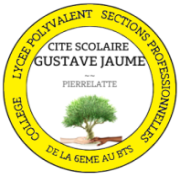 COLLEGE LYCEE POLYVALENT SECTIONS PROFESSIONNELLES
CITE SCOLAIRE
GUSTAVE JAUME
PIERRELATTE
DE LA 6EME AU BTS